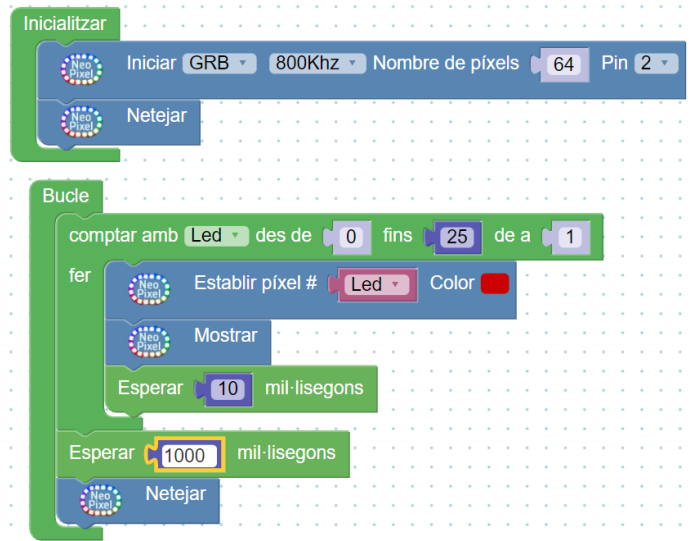 Inicialitzar
Neo Pixel Iniciar GRB 800Khz Nombre de píxels 64 Pin 2
Neo Pixel Netejar
Bucle
comptar amb Led des de 0 fins 25 de a 1
fer Neo Pixel Establir píxel # Led Color
Neo Pixel Mostrar
Esperar 10 mil·lisegons
Esperar 1000 mil·lisegons
Neo Pixel Netejar